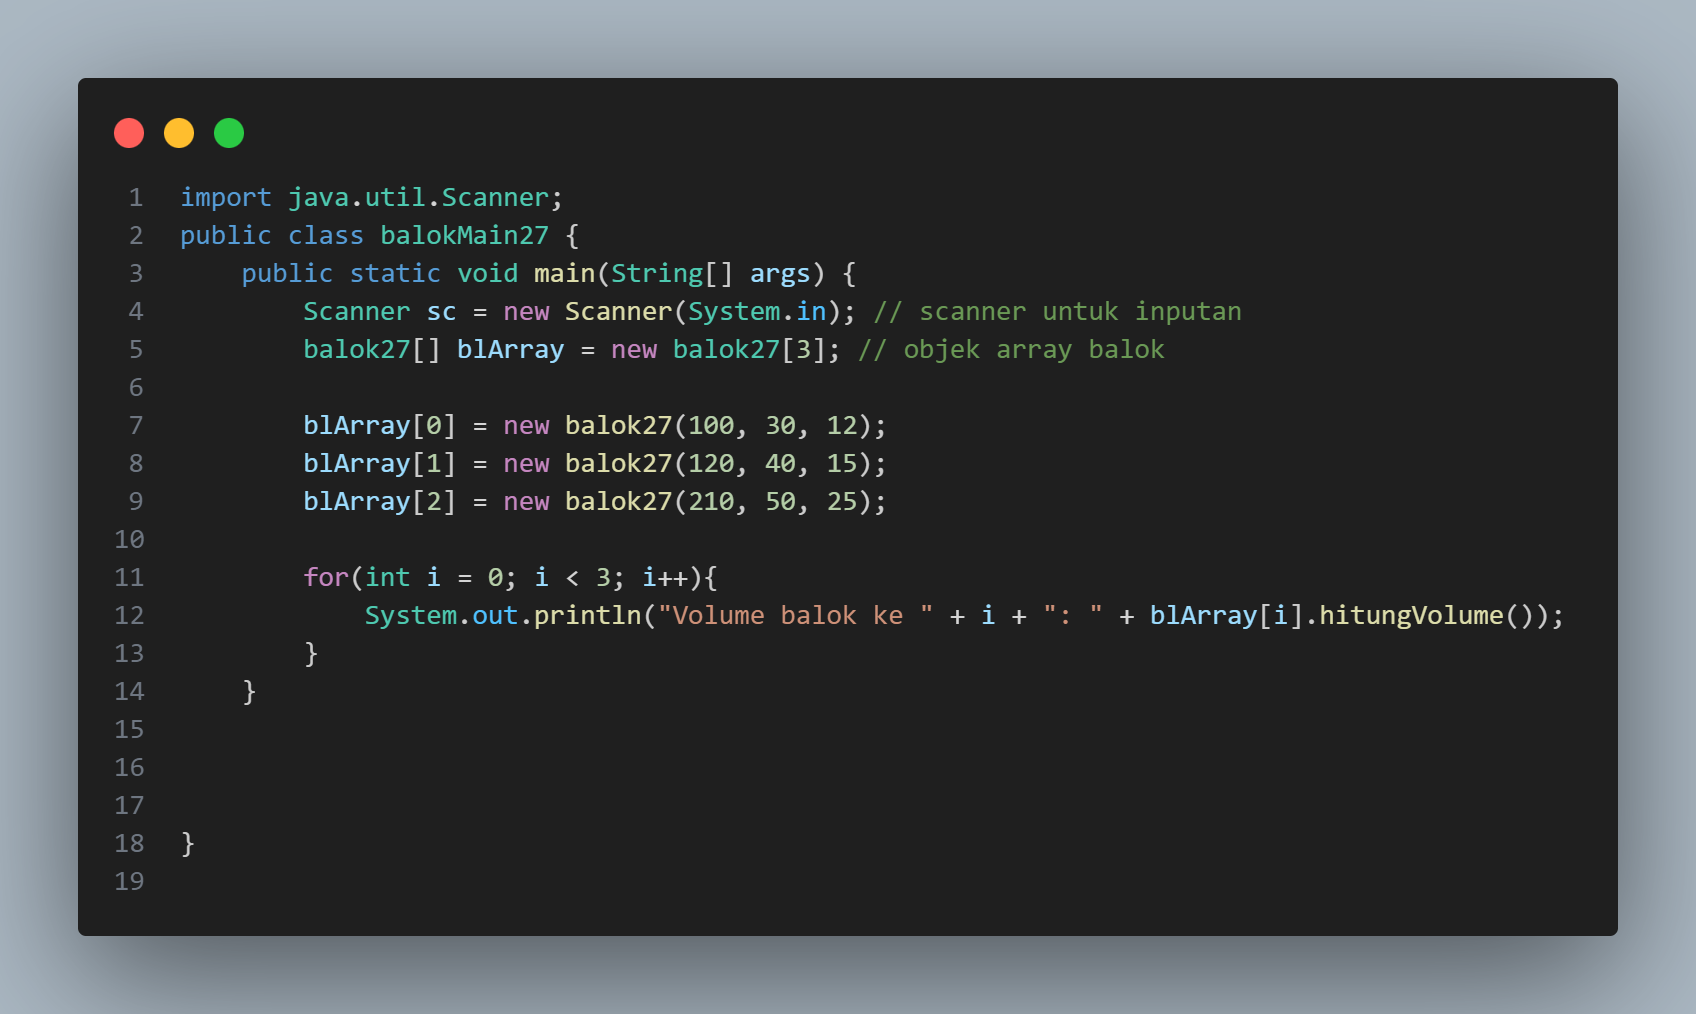 1 import java.util.Scanner;
2 public class balokMain27 {
3     public static void main(String[] args) {
4         Scanner sc = new Scanner(System.in); // scanner untuk inputan
5         balok27[] blArray = new balok27[3]; // objek array balok
6
7         blArray[0] = new balok27(100, 30, 12);
8         blArray[1] = new balok27(120, 40, 15);
9         blArray[2] = new balok27(210, 50, 25);
10
11         for(int i = 0; i < 3; i++){
12             System.out.println("Volume balok ke " + i + ": " + blArray[i].hitungVolume());
13         }
14     }
15
16
17
18 }
19